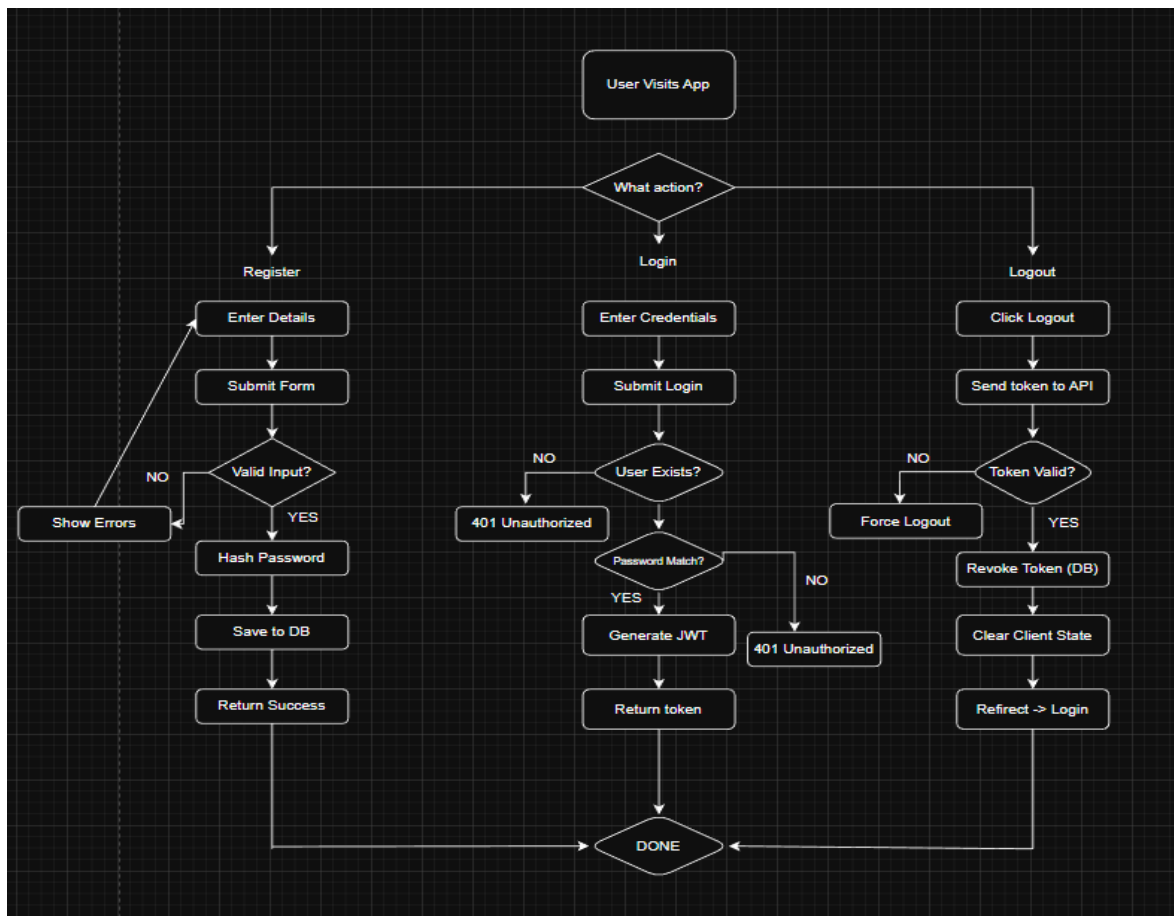 User Visits App
What action?
Register
Login
Logout
Enter Details
Enter Credentials
Click Logout
Submit Form
Submit Login
Send token to API
Valid Input?
NO
User Exists?
NO
Token Valid?
NO
Show Errors
YES
401 Unauthorized
Force Logout
YES
Hash Password
Password Match?
NO
Revoke Token (DB)
YES
Save to DB
Generate JWT
401 Unauthorized
Clear Client State
Return Success
Return token
Refirect -> Login
DONE